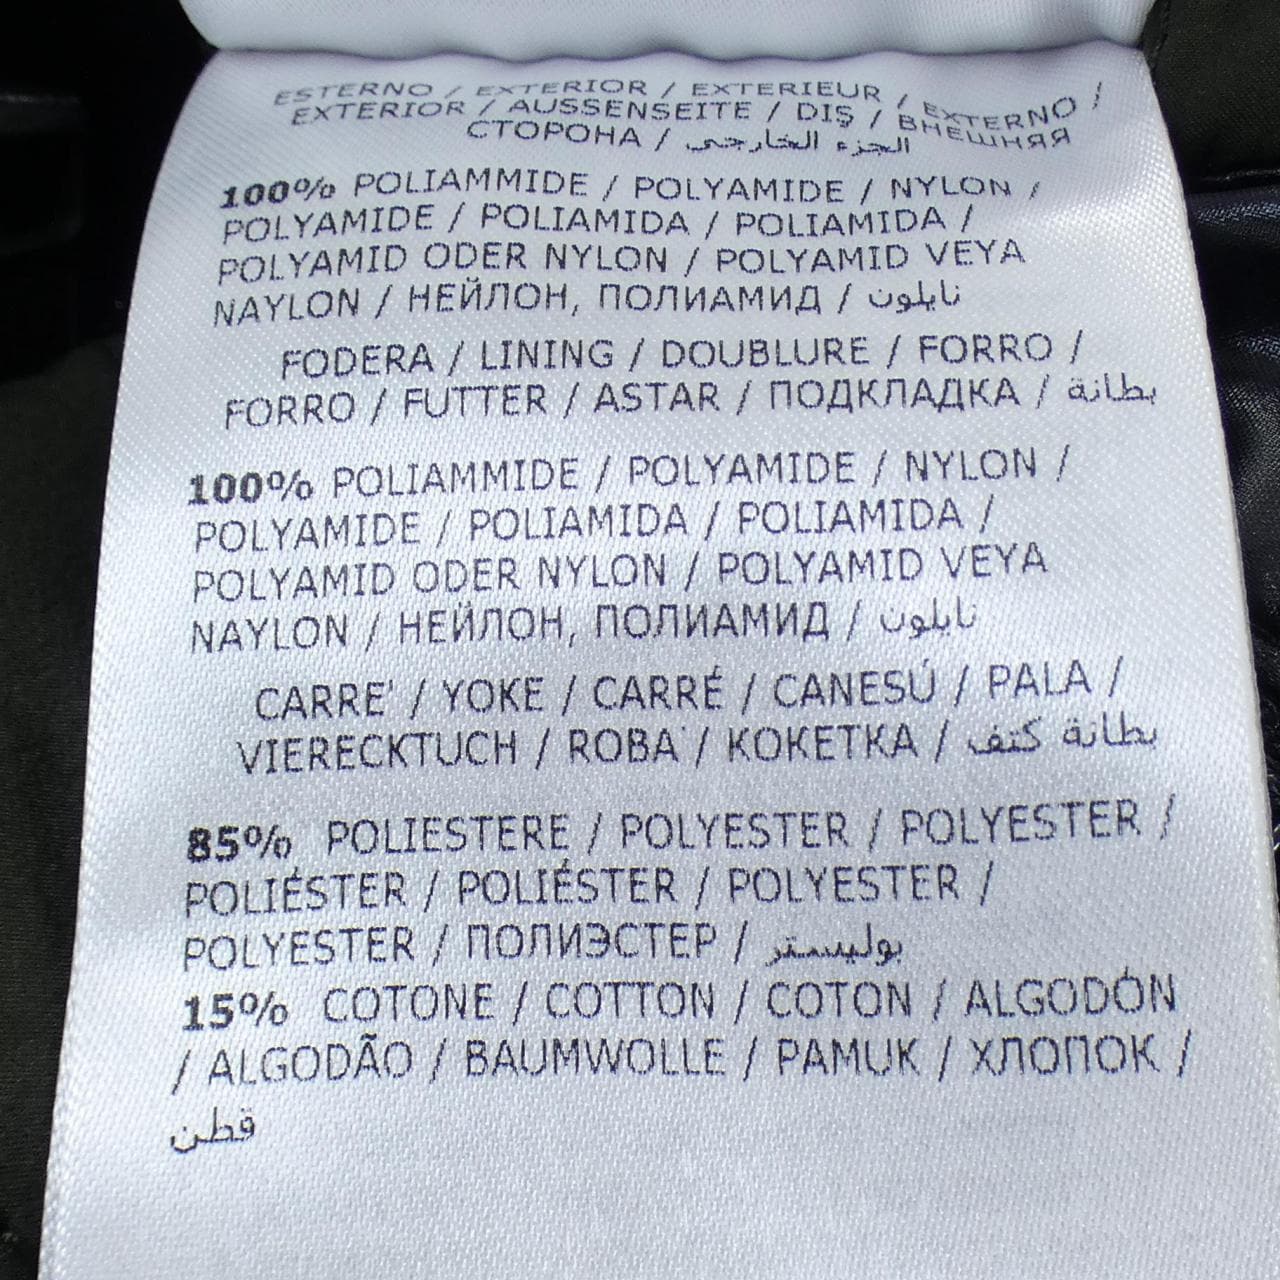 ESTERNO / EXTERIOR / EXTERIEUR / EXTERNO /
EXTERIOR / AUSSENSEITE / DIŞ / ВНЕШНЯЯ
СТОРОНА / الجزء الخارجي
100% POLIAMMIDE / POLYAMIDE / NYLON /
POLYAMIDE / POLIAMIDA / POLIAMIDA /
POLYAMID ODER NYLON / POLYAMID VEYA
NAYLON / НЕЙЛОН, ПОЛИАМИД / نايلون
FODERA / LINING / DOUBLURE / FORRO /
FORRO / FUTTER / ASTAR / ПОДКЛАДКА / بطانة
100% POLIAMMIDE / POLYAMIDE / NYLON /
POLYAMIDE / POLIAMIDA / POLIAMIDA /
POLYAMID ODER NYLON / POLYAMID VEYA
NAYLON / НЕЙЛОН, ПОЛИАМИД / نايلون
CARRE' / YOKE / CARRÉ / CANESÚ / PALA /
VIERECKTUCH / ROBA / КОКЕТКА / بطانة كتف
85% POLIESTERE / POLYESTER / POLYESTER /
POLIÉSTER / POLIÉSTER / POLYESTER /
POLYESTER / ПОЛИЭСТЕР / بوليستر
15% COTONE / COTTON / COTON / ALGODÓN
/ ALGODÃO / BAUMWOLLE / PAMUK / ХЛОПОК /
قطن